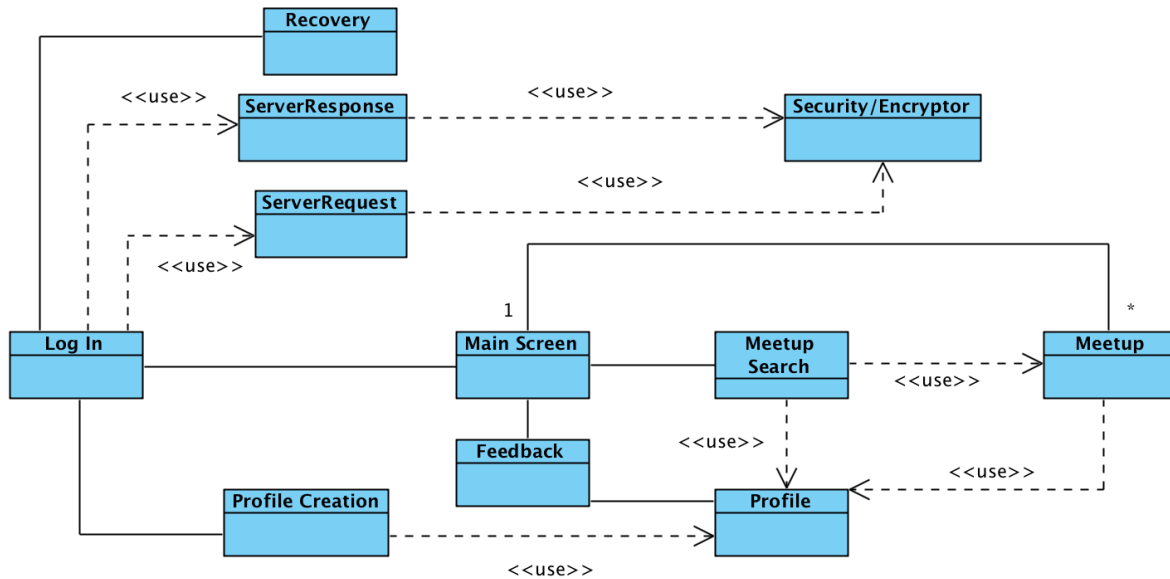 Recovery
<<use>>
<<use>>
ServerResponse
Security/Encryptor
<<use>>
ServerRequest
<<use>>
1
*
Log In
Main Screen
Meetup
Search
Meetup
<<use>>
<<use>>
Feedback
<<use>>
Profile Creation
Profile
<<use>>